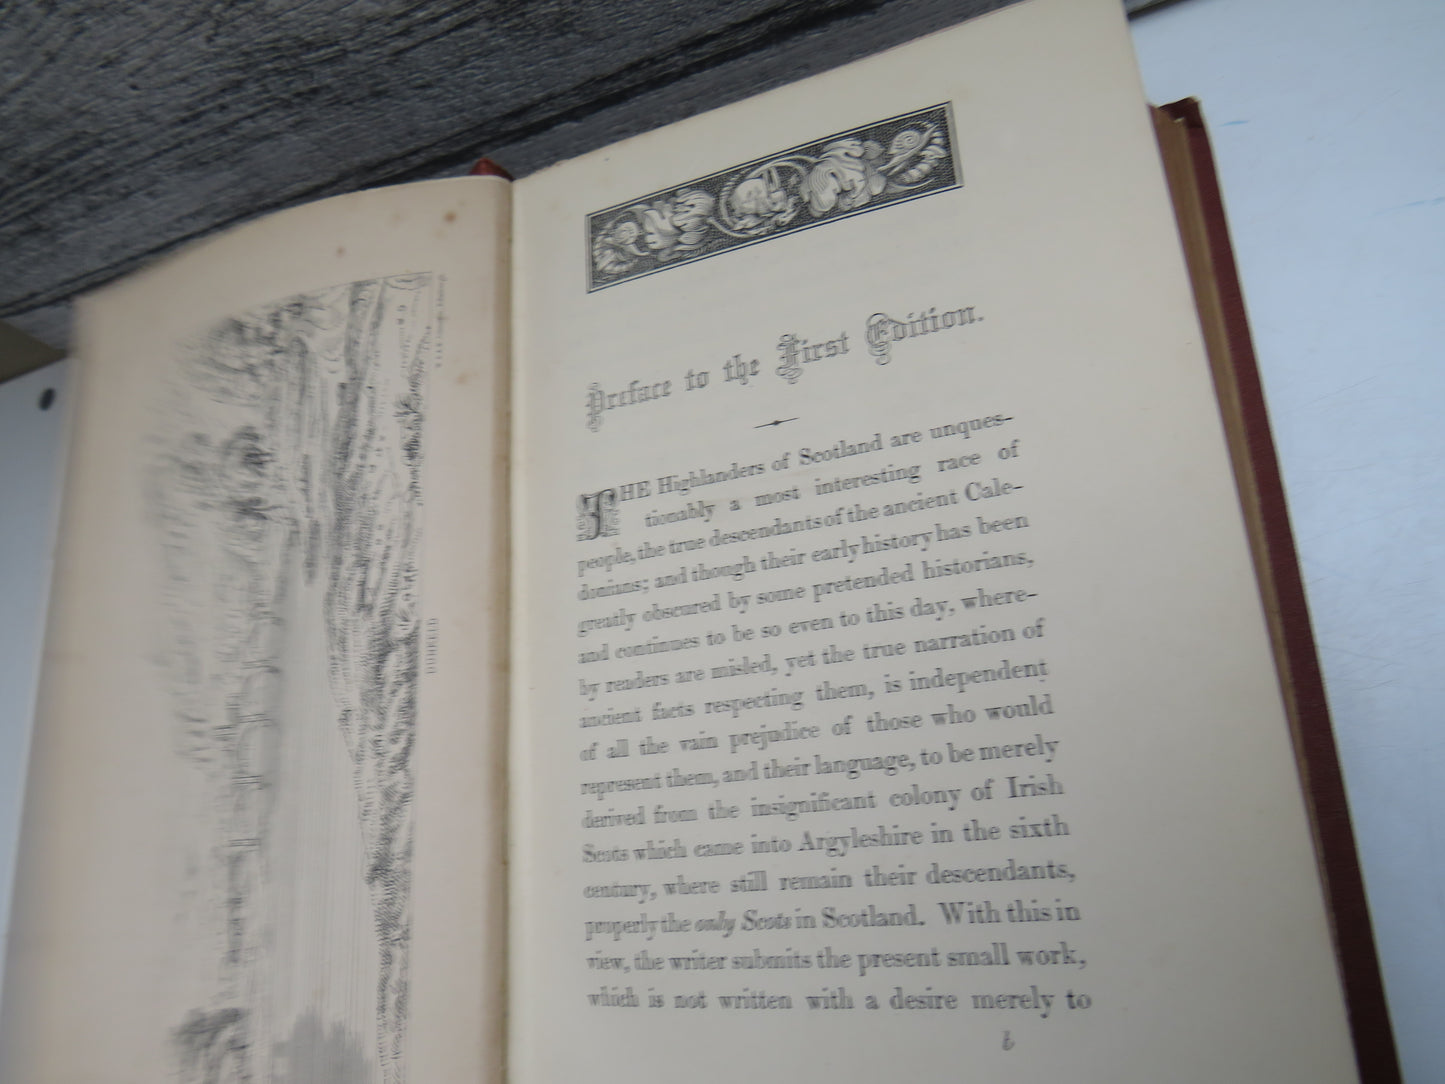 DUNKELD
Preface to the First Edition.
THE Highlanders of Scotland are unques-
tionably a most interesting race of
people, the true descendants of the ancient Cale-
donians; and though their early history has been
greatly obscured by some pretended historians,
and continues to be so even to this day, where-
by readers are misled, yet the true narration of
ancient facts respecting them, is independent
of all the vain prejudice of those who would
represent them, and their language, to be merely
derived from the insignificant colony of Irish
Scots which came into Argyleshire in the sixth
century, where still remain their descendants,
properly the only Scots in Scotland. With this in
view, the writer submits the present small work,
which is not written with a desire merely to
b